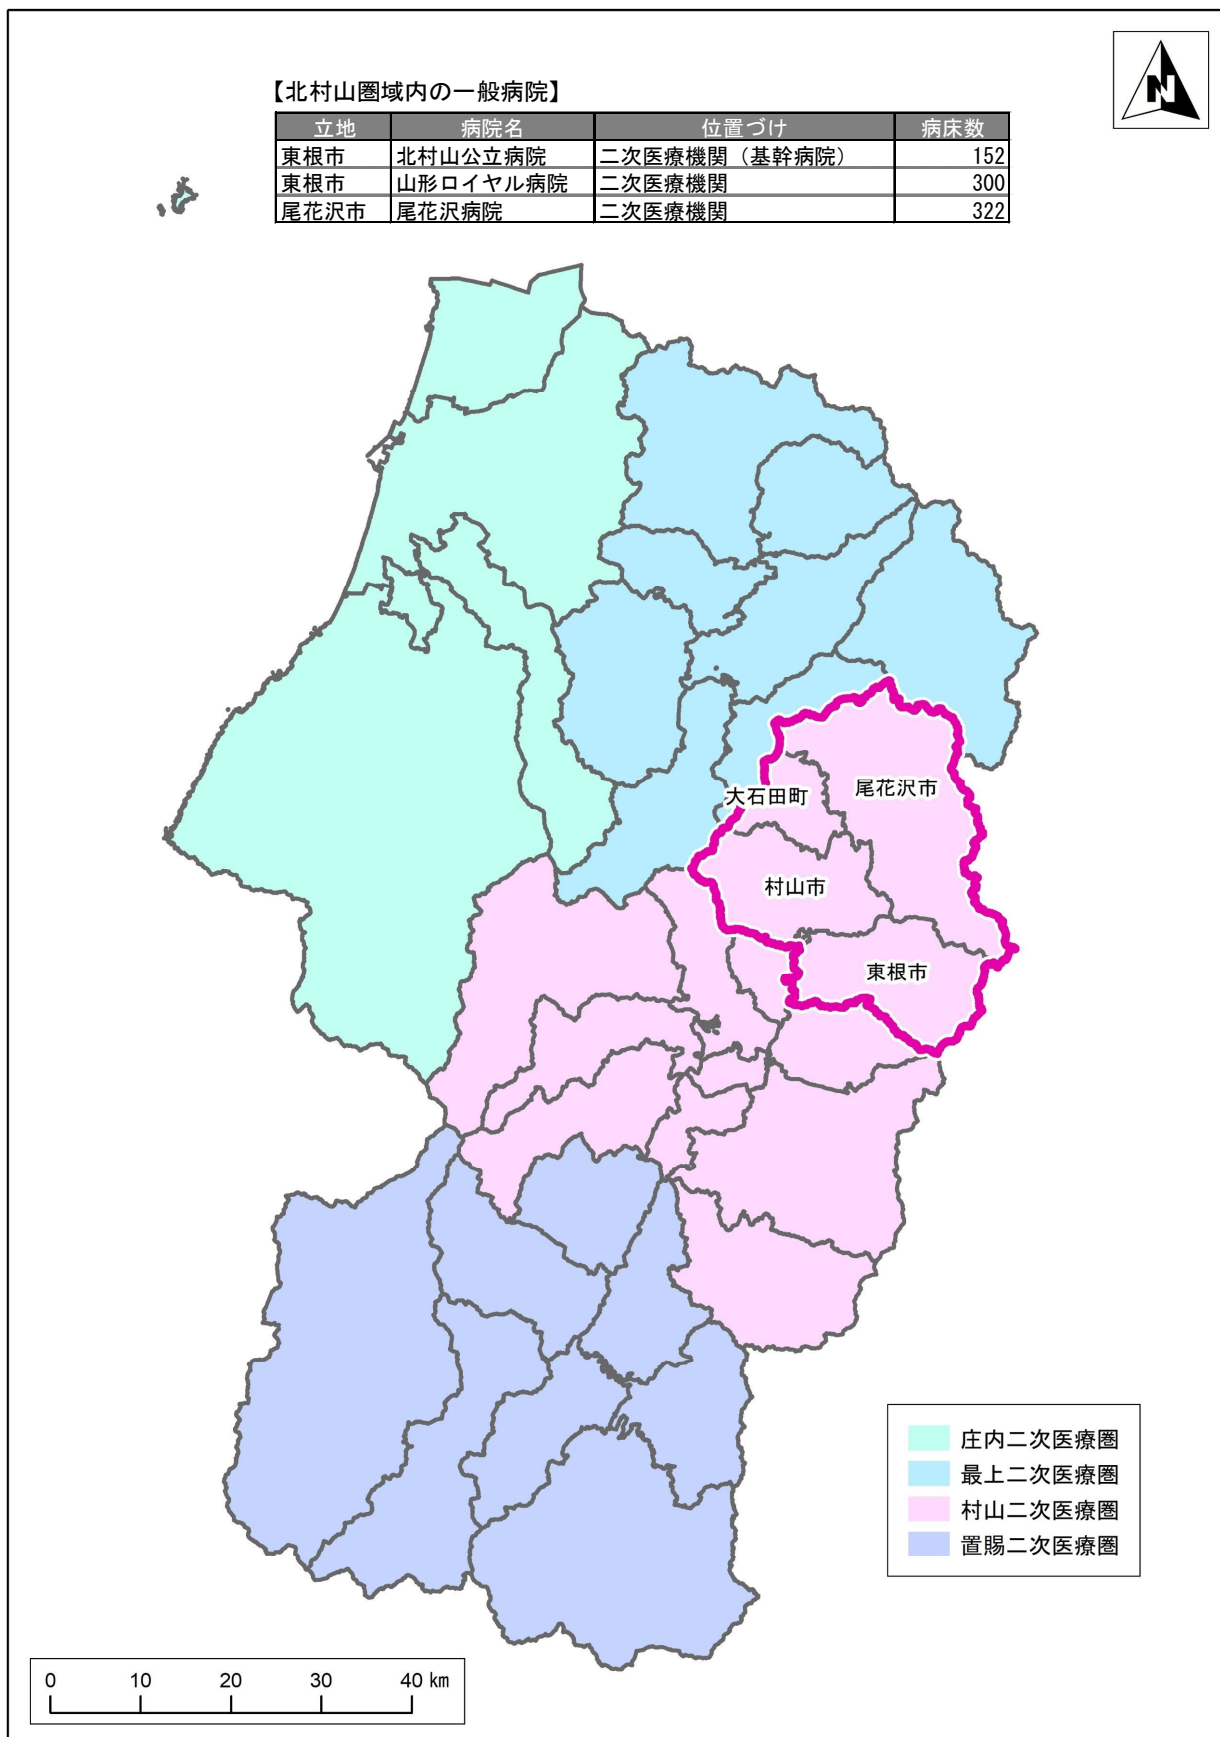 N
【北村山圏域内の一般病院】
立地 病院名 位置づけ 病床数
東根市 北村山公立病院 二次医療機関（基幹病院） 152
東根市 山形ロイヤル病院 二次医療機関 300
尾花沢市 尾花沢病院 二次医療機関 322
尾花沢市
大石田町
村山市
東根市
庄内二次医療圏
最上二次医療圏
村山二次医療圏
置賜二次医療圏
0 10 20 30 40 km